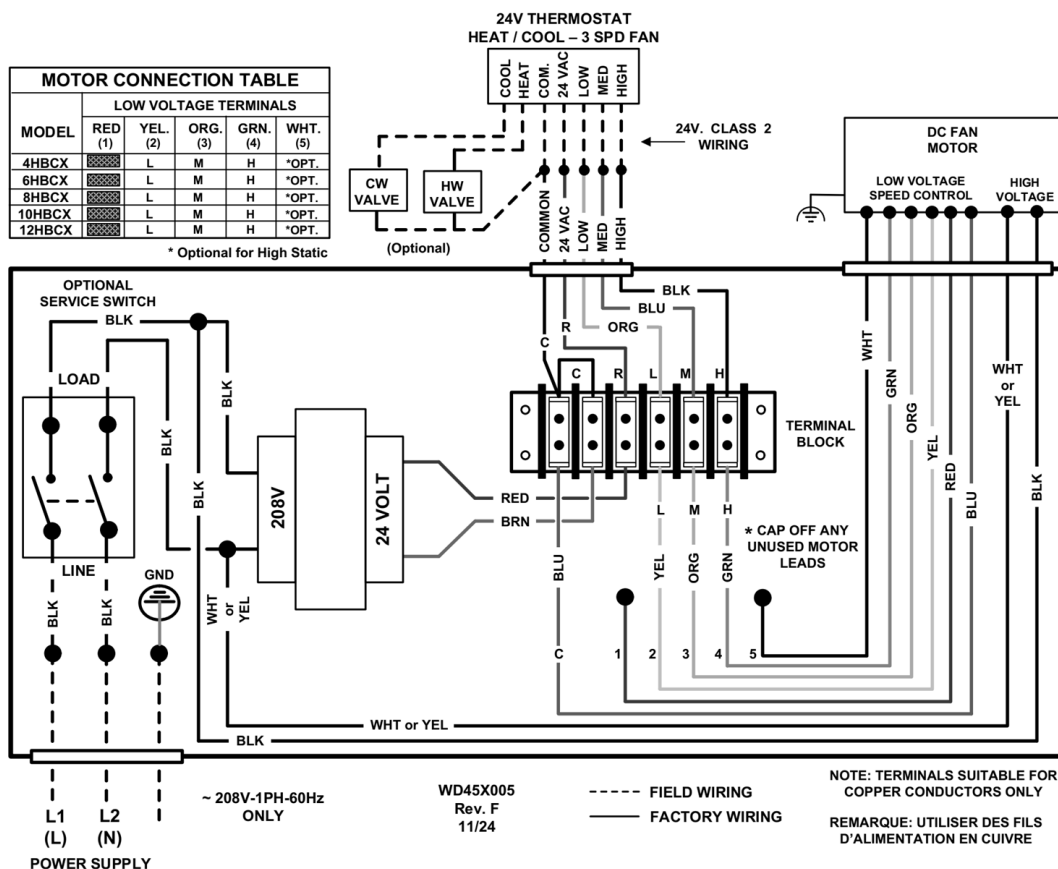 24V THERMOSTAT
HEAT / COOL – 3 SPD FAN
COOL
HEAT
COM.
24 VAC
LOW
MED
HIGH
MOTOR CONNECTION TABLE
LOW VOLTAGE TERMINALS
MODEL RED (1) YEL. (2) ORG. (3) GRN. (4) WHT. (5)
4HBCX L M H *OPT.
6HBCX L M H *OPT.
8HBCX L M H *OPT.
10HBCX L M H *OPT.
12HBCX L M H *OPT.
* Optional for High Static
24V. CLASS 2
WIRING
CW
VALVE
HW
VALVE
(Optional)
COMMON
24 VAC
LOW
MED
HIGH
DC FAN
MOTOR
LOW VOLTAGE
SPEED CONTROL
HIGH
VOLTAGE
OPTIONAL
SERVICE SWITCH
BLK
LOAD
BLK
BLK
BLK
LINE
BLK
BLK
GND
208V
24 VOLT
WHT
or
YEL
RED
BRN
BLK
BLU
ORG
R
C
C
R
L
M
H
TERMINAL
BLOCK
L
M
H
* CAP OFF ANY
UNUSED MOTOR
LEADS
BLU
YEL
ORG
GRN
C
1
2
3
4
5
WHT
GRN
ORG
YEL
RED
BLU
WHT
or
YEL
BLK
WHT or YEL
BLK
L1
(L)
L2
(N)
POWER SUPPLY
~ 208V-1PH-60Hz
ONLY
WD45X005
Rev. F
11/24
FIELD WIRING
FACTORY WIRING
NOTE: TERMINALS SUITABLE FOR
COPPER CONDUCTORS ONLY
REMARQUE: UTILISER DES FILS
D'ALIMENTATION EN CUIVRE